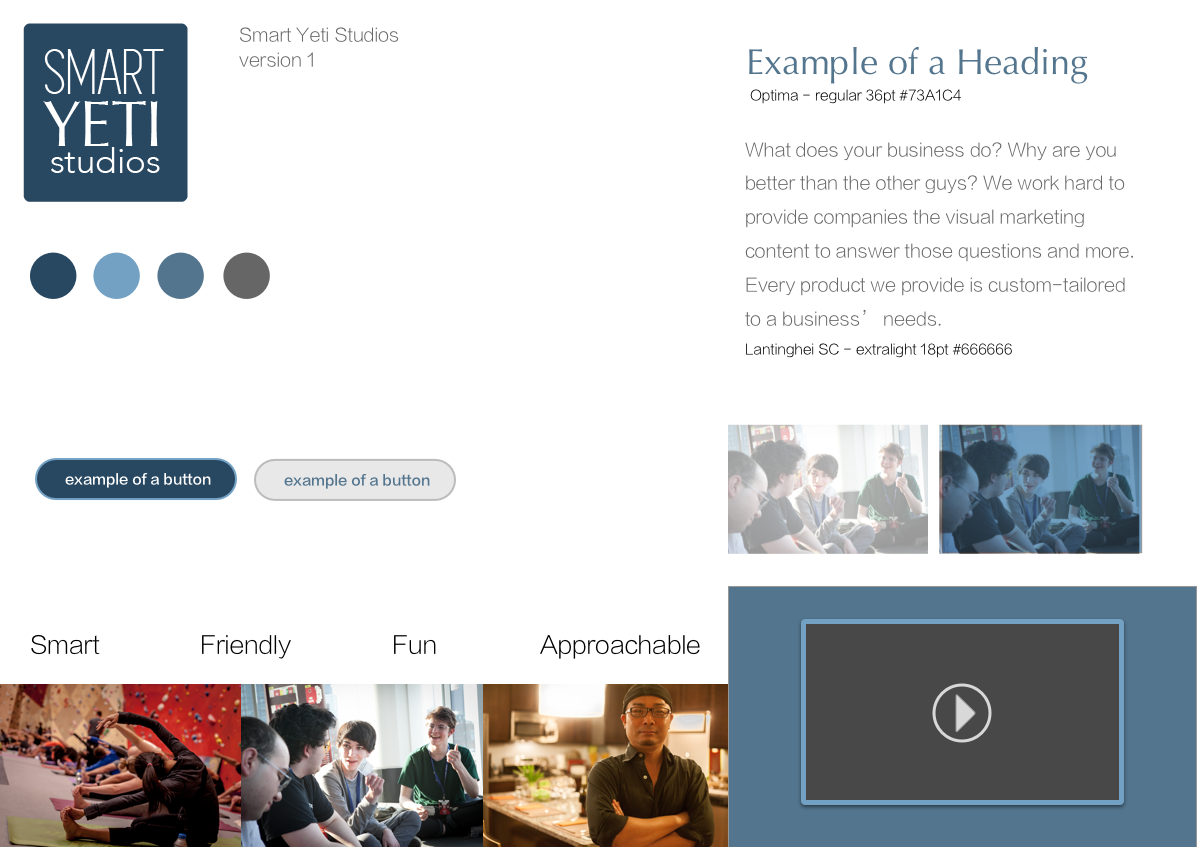 SMART
YETI
studios
Smart Yeti Studios
version 1
Example of a Heading
Optima - regular 36pt #73A1C4
What does your business do? Why are you
better than the other guys? We work hard to
provide companies the visual marketing
content to answer those questions and more.
Every product we provide is custom-tailored
to a business’ needs.
Lantinghei SC - extralight 18pt #666666
example of a button
example of a button
Smart
Friendly
Fun
Approachable